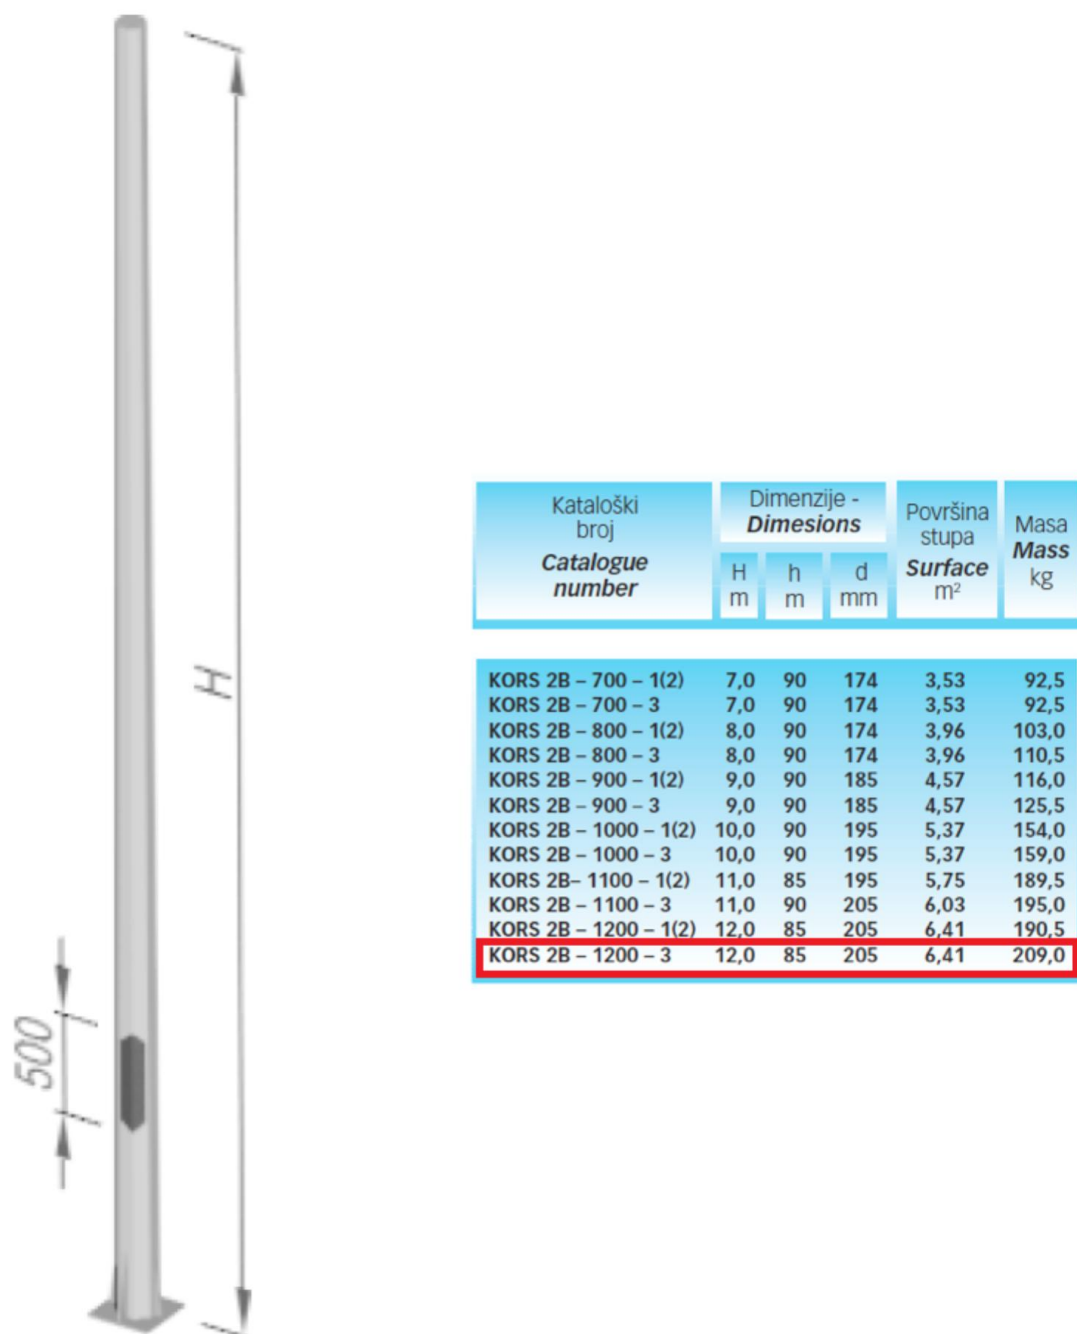 H
500
Kataloški
broj
Catalogue
number
Dimenzije -
Dimesions
H
m
h
m
d
mm
Površina
stupa
Surface
m²
Masa
Mass
kg
KORS 2B – 700 – 1(2) 7,0 90 174 3,53 92,5
KORS 2B – 700 – 3 7,0 90 174 3,53 92,5
KORS 2B – 800 – 1(2) 8,0 90 174 3,96 103,0
KORS 2B – 800 – 3 8,0 90 174 3,96 110,5
KORS 2B – 900 – 1(2) 9,0 90 185 4,57 116,0
KORS 2B – 900 – 3 9,0 90 185 4,57 125,5
KORS 2B – 1000 – 1(2) 10,0 90 195 5,37 154,0
KORS 2B – 1000 – 3 10,0 90 195 5,37 159,0
KORS 2B– 1100 – 1(2) 11,0 85 195 5,75 189,5
KORS 2B – 1100 – 3 11,0 90 205 6,03 195,0
KORS 2B – 1200 – 1(2) 12,0 85 205 6,41 190,5
KORS 2B – 1200 – 3 12,0 85 205 6,41 209,0